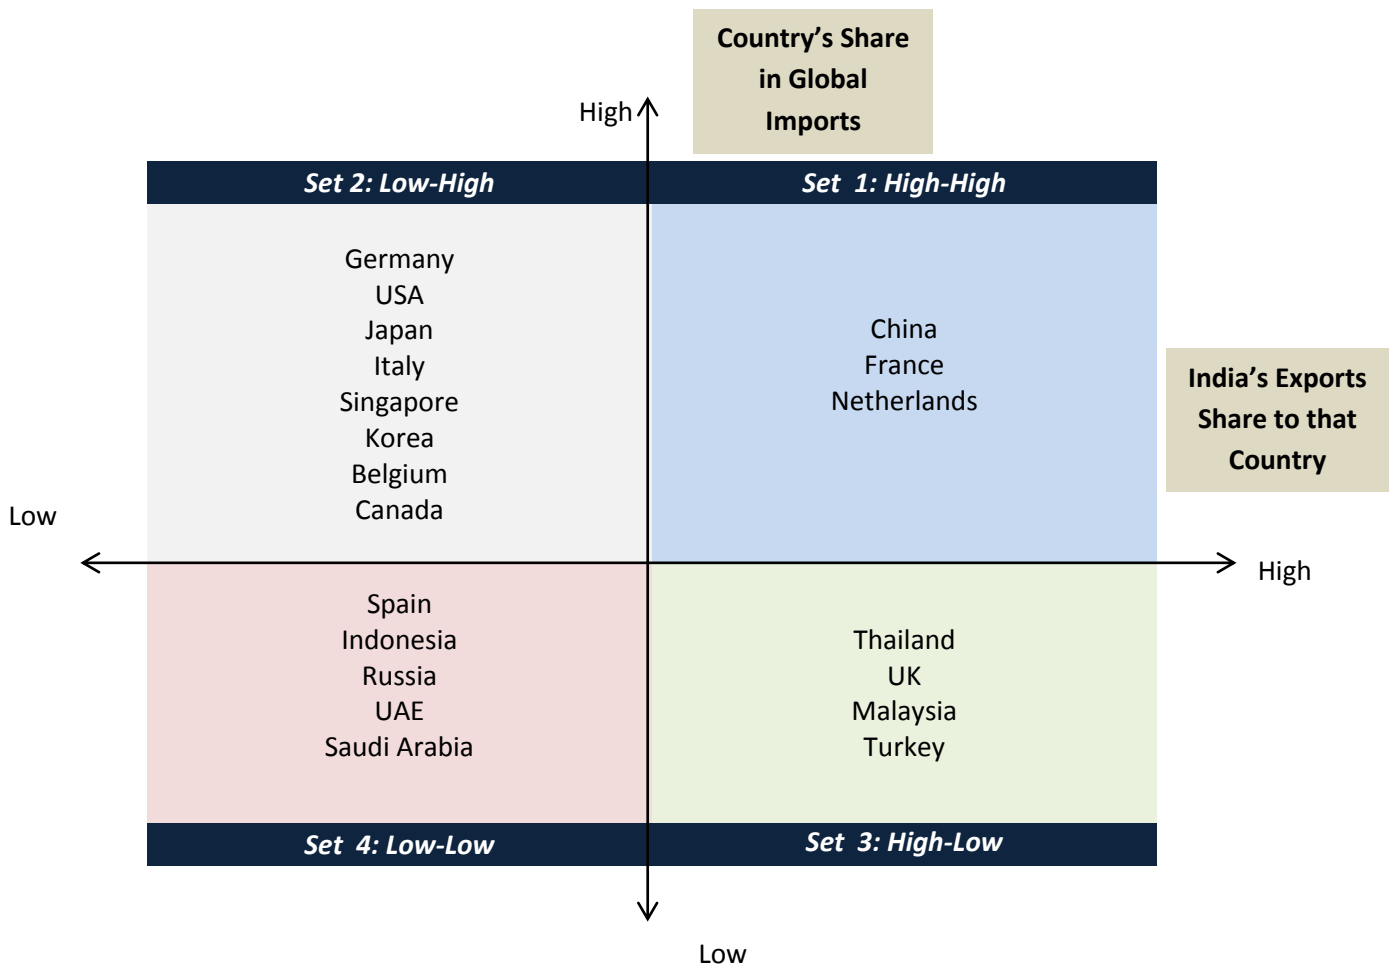 Country’s Share
in Global
Imports
High
Set 2: Low-High
Set 1: High-High
Germany
USA
Japan
Italy
Singapore
Korea
Belgium
Canada
China
France
Netherlands
India’s Exports
Share to that
Country
Low
High
Spain
Indonesia
Russia
UAE
Saudi Arabia
Thailand
UK
Malaysia
Turkey
Set 4: Low-Low
Set 3: High-Low
Low